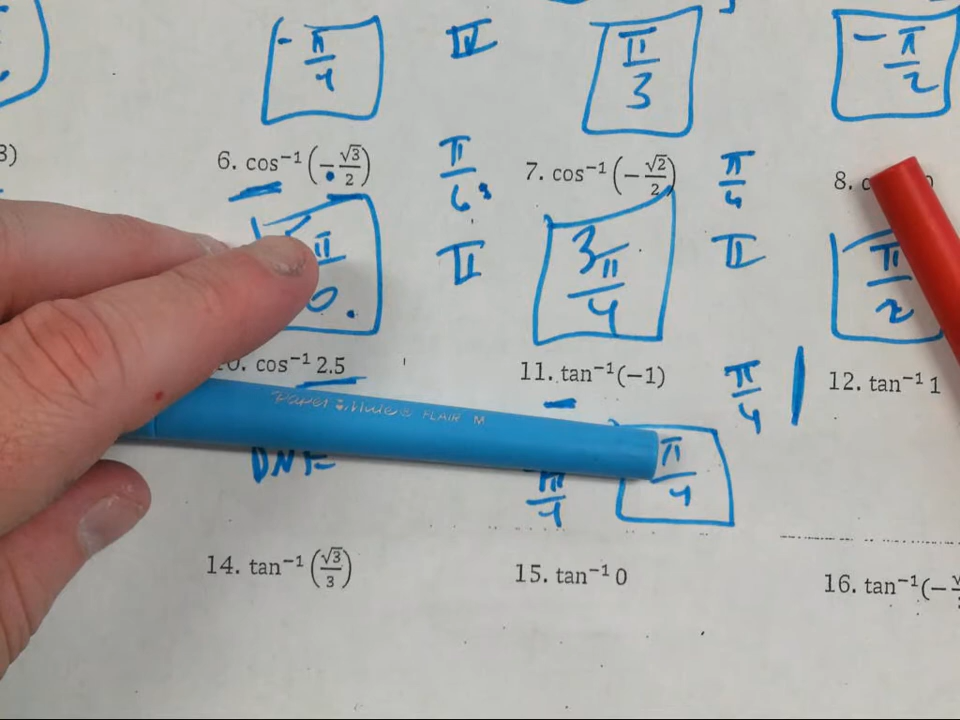 - π/4 IV π/3 - π/2
3) 6. cos⁻¹(-√3/2) π/6 7. cos⁻¹(-√2/2) π/4 8.
II 3π/4 II π/2
10. cos⁻¹ 2.5 11. tan⁻¹(-1) π/4 12. tan⁻¹ 1
Paper Mate® FLAIR M
DNE π/4 π/4
14. tan⁻¹(√3/3) 15. tan⁻¹ 0 16. tan⁻¹(-√